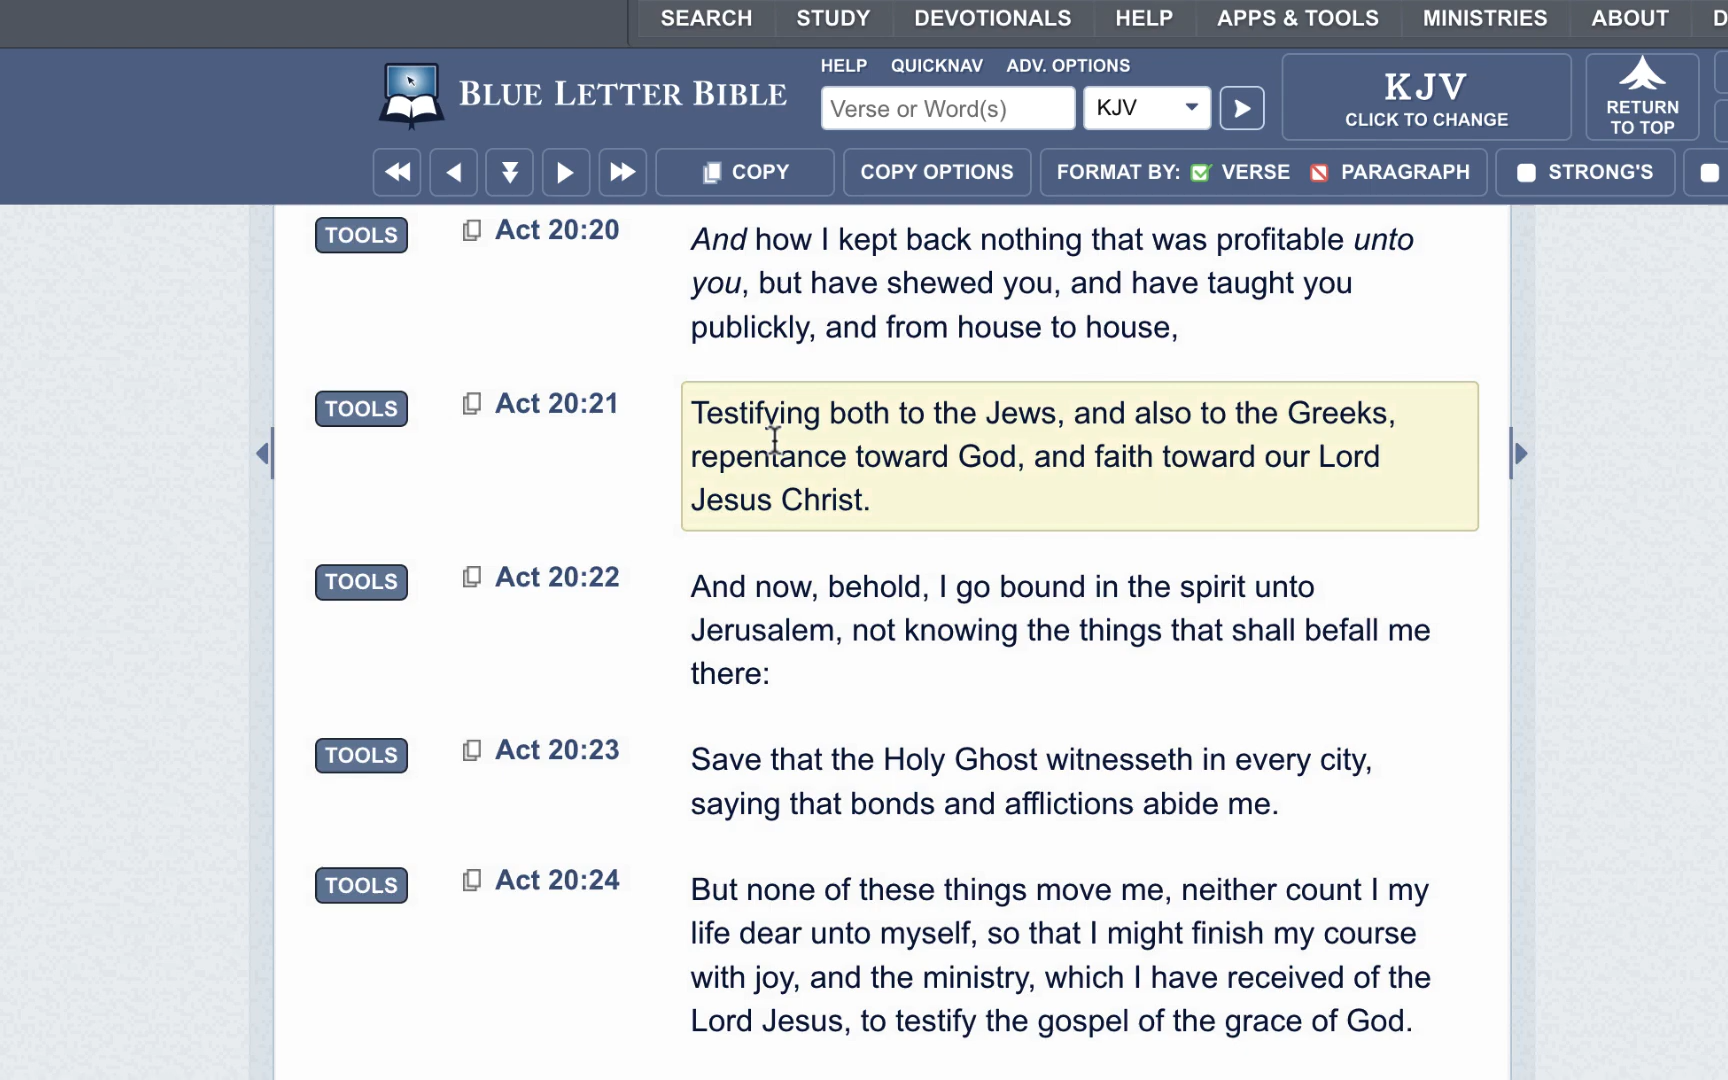 SEARCH STUDY DEVOTIONALS HELP APPS & TOOLS MINISTRIES ABOUT D
BLUE LETTER BIBLE
HELP QUICKNAV ADV. OPTIONS
Verse or Word(s) KJV
KJV
CLICK TO CHANGE
RETURN
TO TOP
COPY COPY OPTIONS FORMAT BY: VERSE PARAGRAPH STRONG'S
TOOLS Act 20:20 And how I kept back nothing that was profitable unto
you, but have shewed you, and have taught you
publickly, and from house to house,
TOOLS Act 20:21 Testifying both to the Jews, and also to the Greeks,
repentance toward God, and faith toward our Lord
Jesus Christ.
TOOLS Act 20:22 And now, behold, I go bound in the spirit unto
Jerusalem, not knowing the things that shall befall me
there:
TOOLS Act 20:23 Save that the Holy Ghost witnesseth in every city,
saying that bonds and afflictions abide me.
TOOLS Act 20:24 But none of these things move me, neither count I my
life dear unto myself, so that I might finish my course
with joy, and the ministry, which I have received of the
Lord Jesus, to testify the gospel of the grace of God.